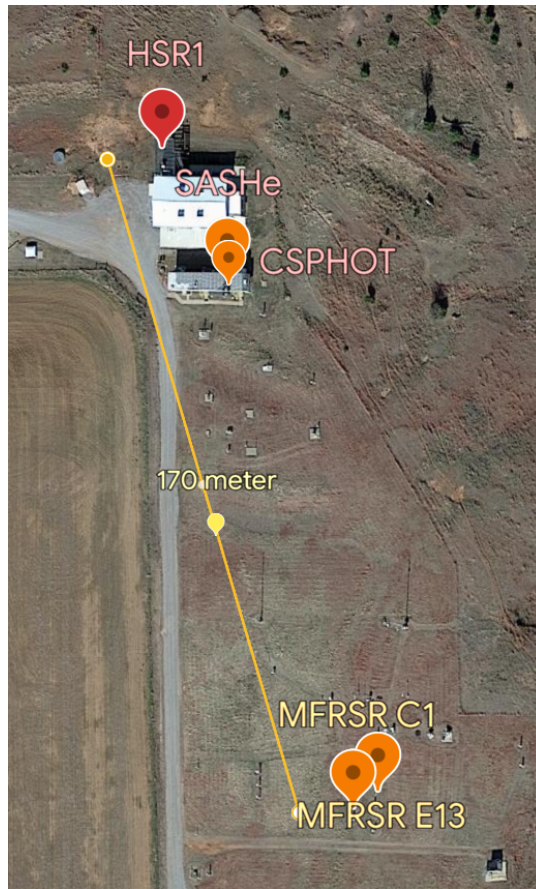 HSR1
SASHe
CSPHOT
170 meter
MFRSR C1
MFRSR E13